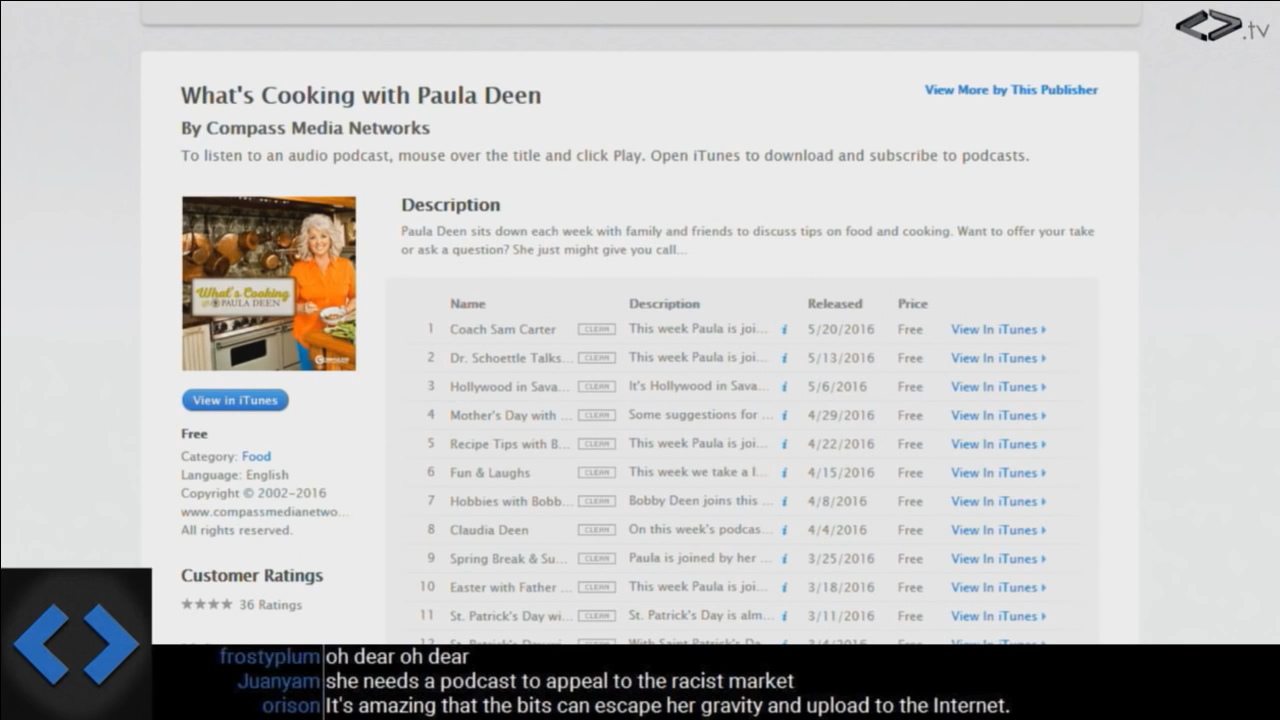 <>.tv
What's Cooking with Paula Deen
View More by This Publisher
By Compass Media Networks
To listen to an audio podcast, mouse over the title and click Play. Open iTunes to download and subscribe to podcasts.
What's Cooking
PAULA DEEN
Description
Paula Deen sits down each week with family and friends to discuss tips on food and cooking. Want to offer your take
or ask a question? She just might give you call...
Name Description Released Price
1 Coach Sam Carter CLEAN This week Paula is joi... i 5/20/2016 Free View In iTunes
2 Dr. Schoettle Talks... CLEAN This week Paula is joi... i 5/13/2016 Free View In iTunes
3 Hollywood in Sava... CLEAN It's Hollywood in Sava... i 5/6/2016 Free View In iTunes
4 Mother's Day with ... CLEAN Some suggestions for ... i 4/29/2016 Free View In iTunes
5 Recipe Tips with B... CLEAN This week Paula is joi... i 4/22/2016 Free View In iTunes
6 Fun & Laughs CLEAN This week we take a l... i 4/15/2016 Free View In iTunes
7 Hobbies with Bobb... CLEAN Bobby Deen joins this ... i 4/8/2016 Free View In iTunes
8 Claudia Deen CLEAN On this week's podcas... i 4/4/2016 Free View In iTunes
9 Spring Break & Su... CLEAN Paula is joined by her ... i 3/25/2016 Free View In iTunes
10 Easter with Father ... CLEAN This week Paula is joi... i 3/18/2016 Free View In iTunes
11 St. Patrick's Day wi... CLEAN St. Patrick's Day is alm... i 3/11/2016 Free View In iTunes
View in iTunes
Free
Category: Food
Language: English
Copyright © 2002-2016
www.compassmedianetwo...
All rights reserved.
Customer Ratings
★★★★ 36 Ratings
frostyplum oh dear oh dear
Juanyam she needs a podcast to appeal to the racist market
orison It's amazing that the bits can escape her gravity and upload to the Internet.